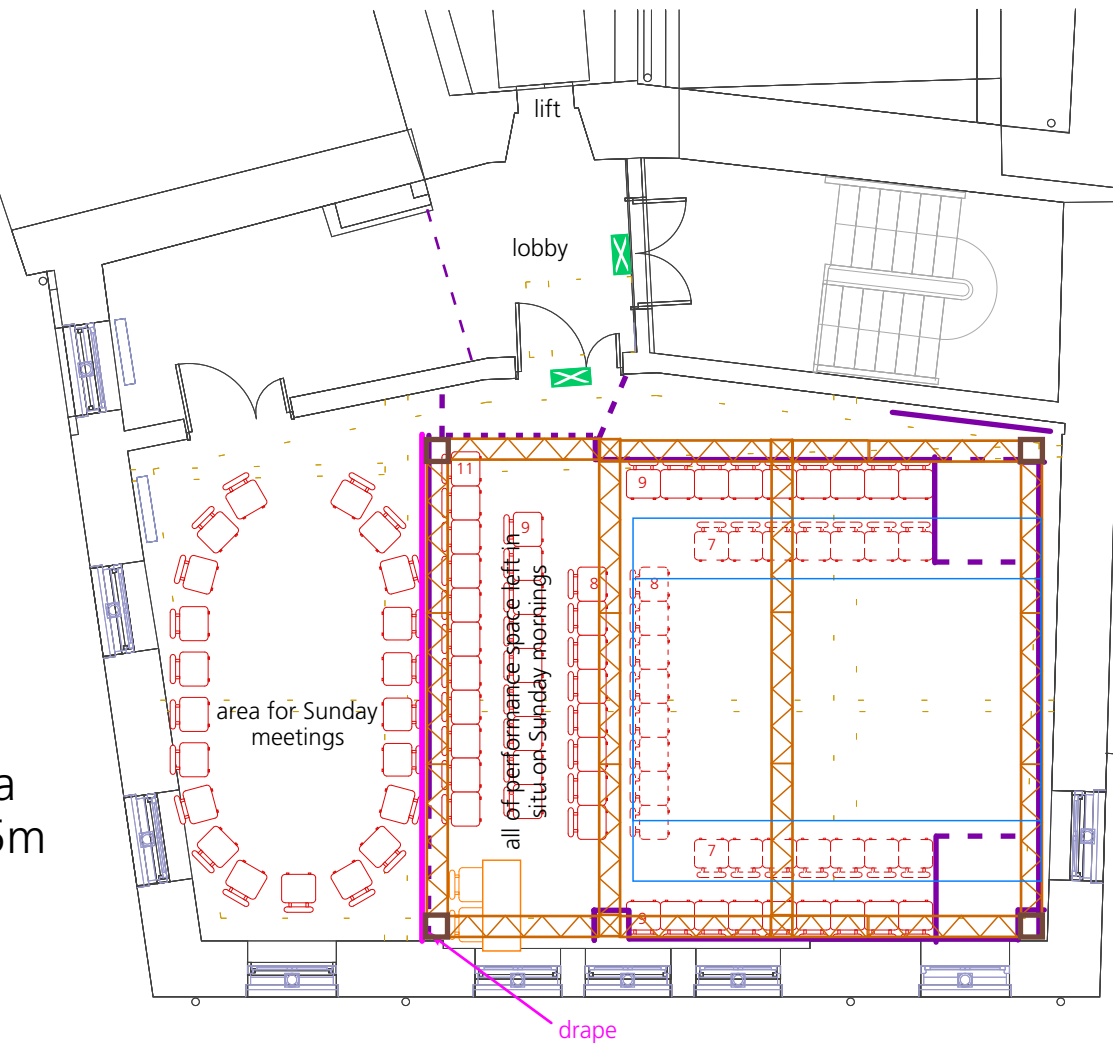 lift
lobby
11
9
9
7
8
8
all of performance space left in
situ on Sunday mornings
area for Sunday
meetings
a
5m
7
9
drape